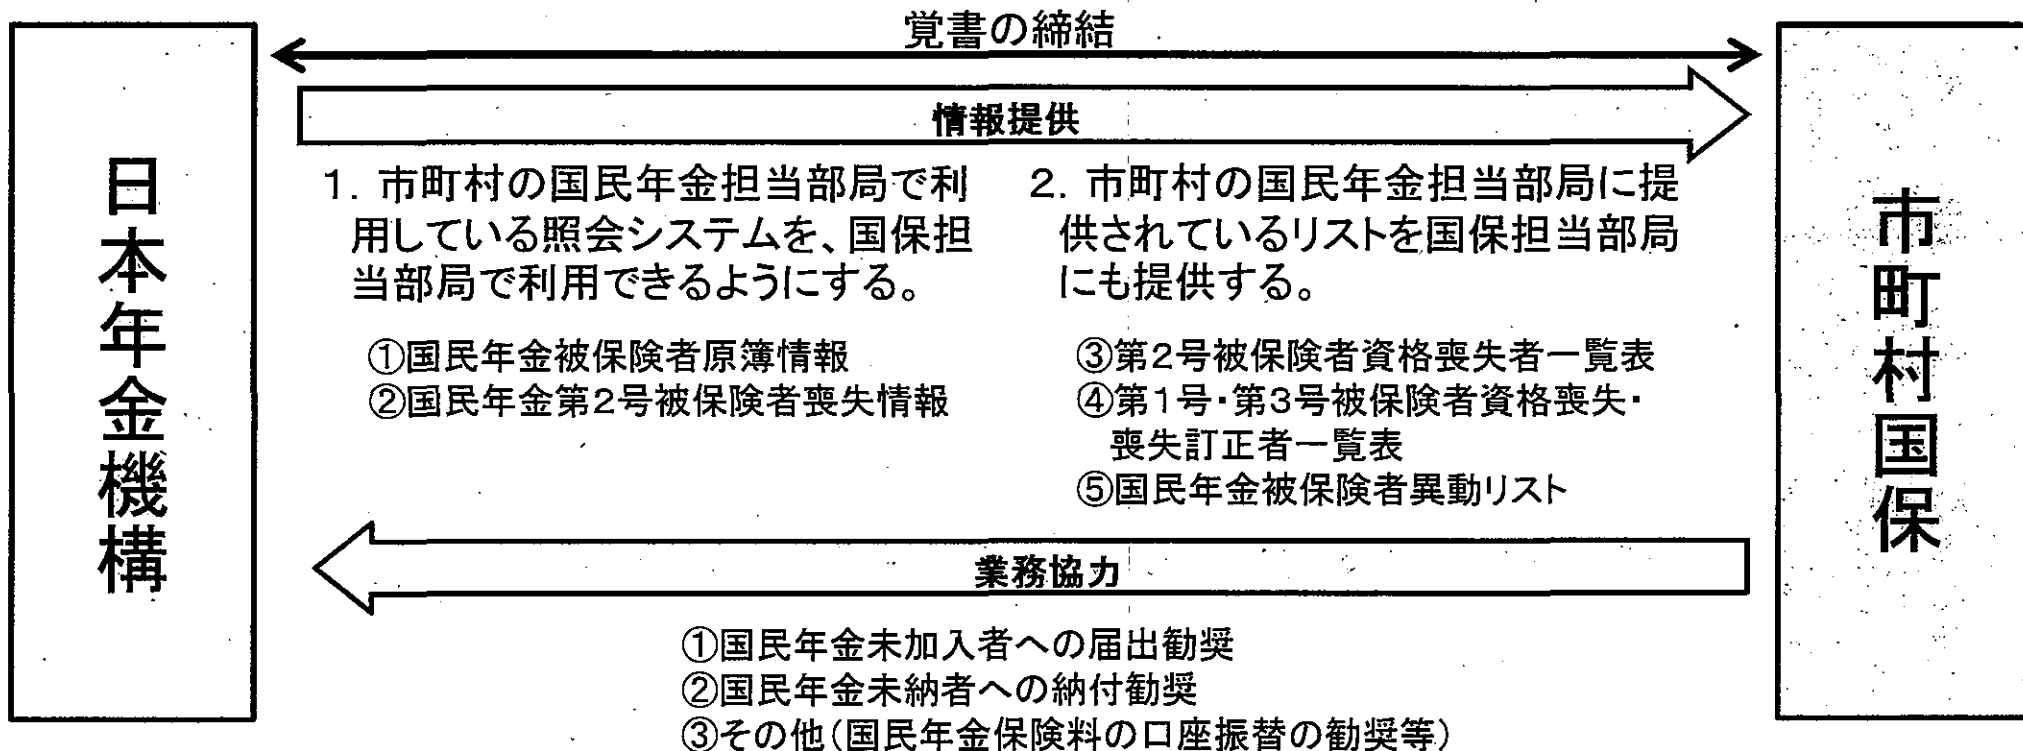 覚書の締結
情報提供
日本年金機構
1. 市町村の国民年金担当部局で利
用している照会システムを、国保担
当部局で利用できるようにする。
①国民年金被保険者原簿情報
②国民年金第2号被保険者喪失情報
2. 市町村の国民年金担当部局に提
供されているリストを国保担当部局
にも提供する。
③第2号被保険者資格喪失者一覧表
④第1号・第3号被保険者資格喪失・
喪失訂正者一覧表
⑤国民年金被保険者異動リスト
市町村国保
業務協力
①国民年金未加入者への届出勧奨
②国民年金未納者への納付勧奨
③その他(国民年金保険料の口座振替の勧奨等)